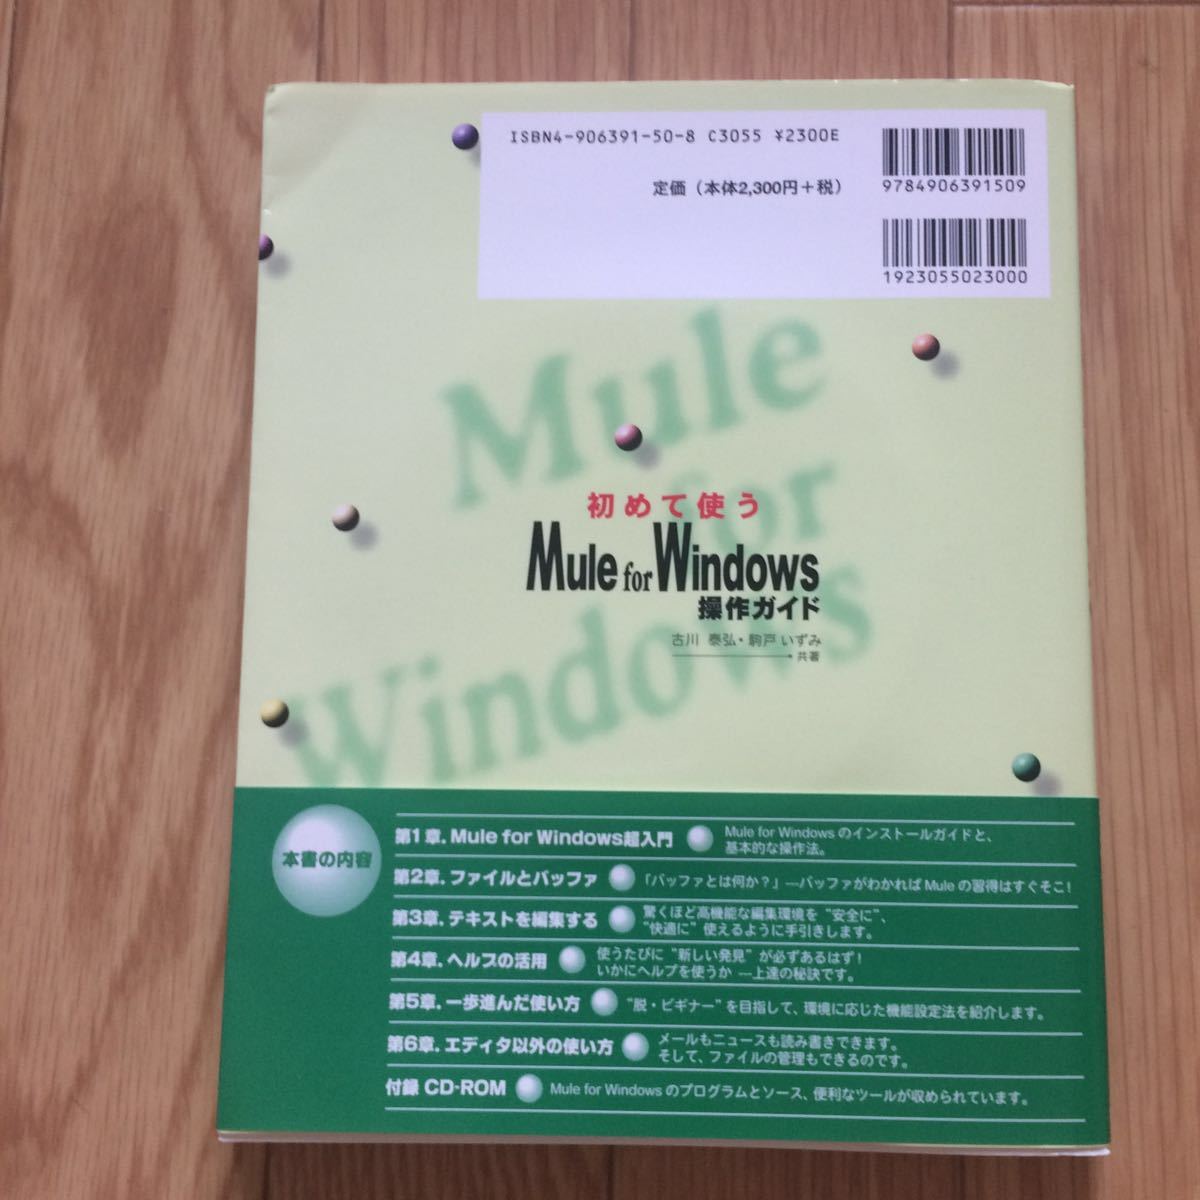 ISBN4-906391-50-8 C3055 ¥2300E
定価（本体2,300円＋税）
9784906391509
1923055023000
Mule
for
Windows
初めて使う
Mule for Windows
操作ガイド
古川 泰弘・駒戸 いずみ
共著
本書の内容
第1章. Mule for Windows超入門
Mule for Windows のインストールガイドと、
基本的な操作法。
第2章. ファイルとバッファ
「バッファとは何か？」―バッファがわかれば Mule の習得はすぐそこ！
第3章. テキストを編集する
驚くほど高機能な編集環境を “安全に”、
“快適に” 使えるように手引きします。
第4章. ヘルプの活用
使うたびに “新しい発見” が必ずあるはず！
いかにヘルプを使うか ―上達の秘訣です。
第5章. 一歩進んだ使い方
“脱・ビギナー” を目指して、環境に応じた機能設定法を紹介します。
第6章. エディタ以外の使い方
メールもニュースも読み書きできます。
そして、ファイルの管理もできるのです。
付録 CD-ROM
Mule for Windows のプログラムとソース、便利なツールが収められています。